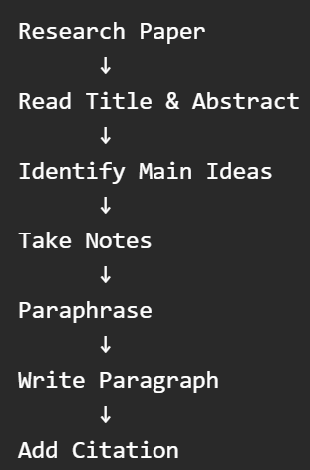 Research Paper
↓
Read Title & Abstract
↓
Identify Main Ideas
↓
Take Notes
↓
Paraphrase
↓
Write Paragraph
↓
Add Citation